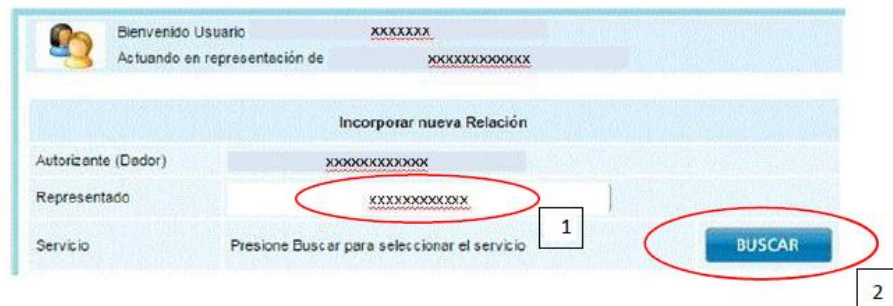 Bienvenido Usuario xxxxxxx
Actuando en representación de xxxxxxxxxxxx
Incorporar nueva Relación
Autorizante (Dador) xxxxxxxxxxxx
Representado xxxxxxxxxxxx
1
Servicio Presione Buscar para seleccionar el servicio BUSCAR
2